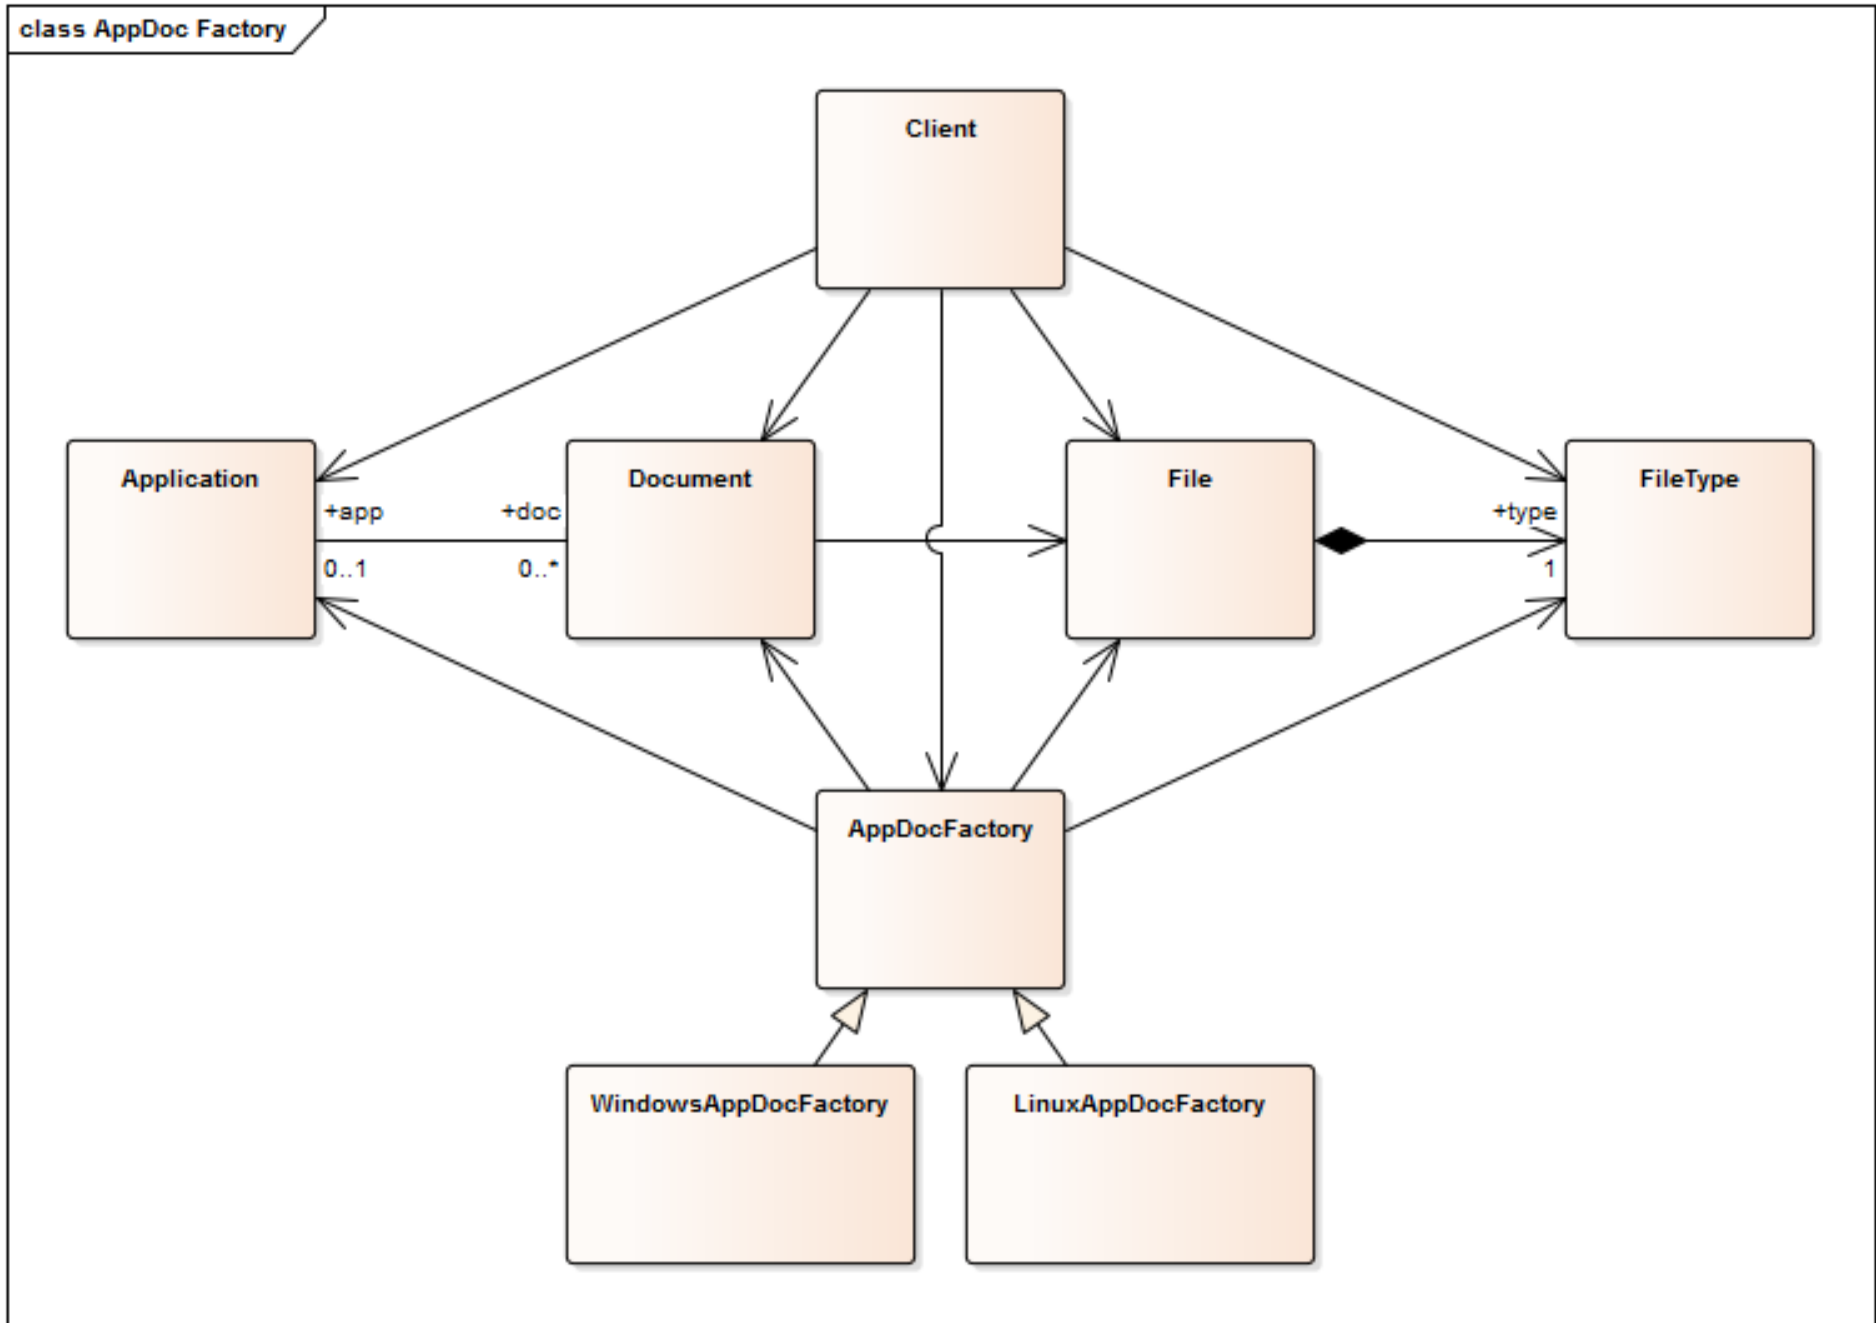 class AppDoc Factory
Client
Application
Document
File
FileType
+app
+doc
+type
0..1
0..*
1
AppDocFactory
WindowsAppDocFactory
LinuxAppDocFactory